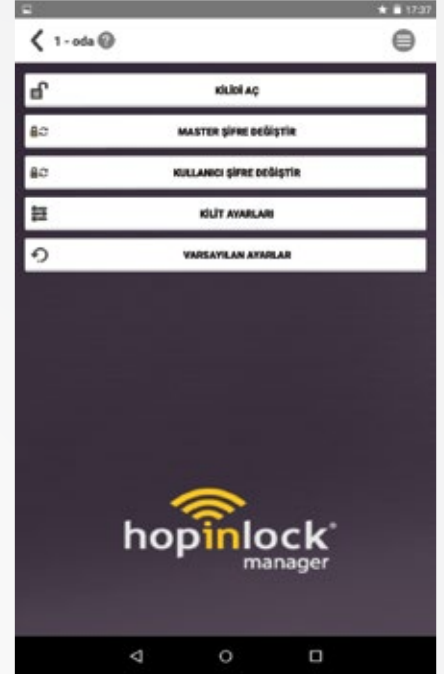 17:37
1 - oda
KİLİDİ AÇ
MASTER ŞİFRE DEĞİŞTİR
KULLANICI ŞİFRE DEĞİŞTİR
KİLİT AYARLARI
VARSAYILAN AYARLAR
hopinlock
manager